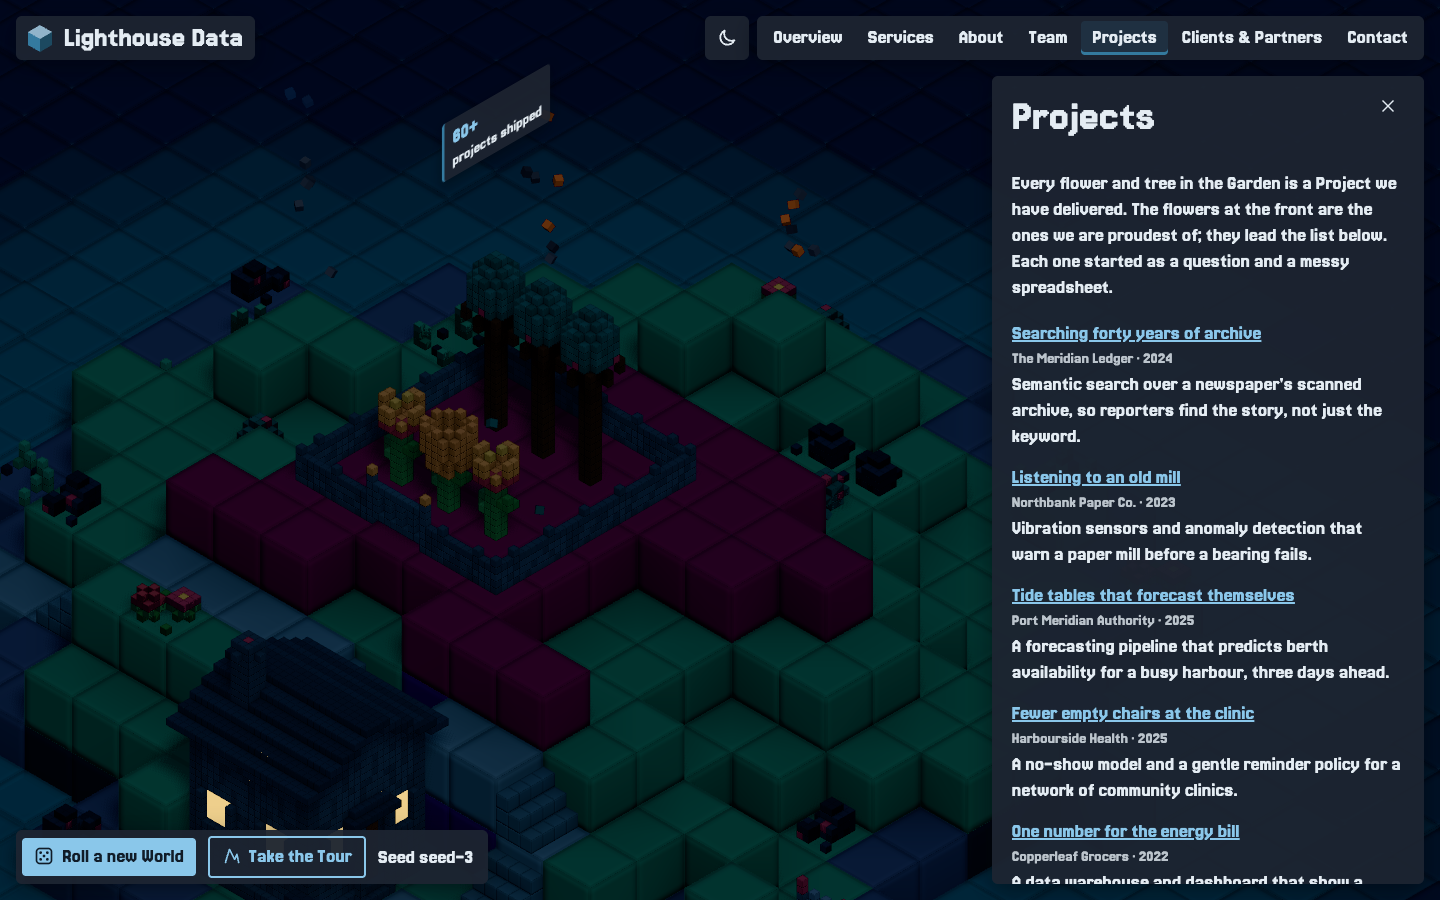 Lighthouse Data
Overview Services About Team Projects Clients & Partners Contact
60+
projects shipped
Projects
Every flower and tree in the Garden is a Project we
have delivered. The flowers at the front are the
ones we are proudest of; they lead the list below.
Each one started as a question and a messy
spreadsheet.
Searching forty years of archive
The Meridian Ledger · 2024
Semantic search over a newspaper's scanned
archive, so reporters find the story, not just the
keyword.
Listening to an old mill
Northbank Paper Co. · 2023
Vibration sensors and anomaly detection that
warn a paper mill before a bearing fails.
Tide tables that forecast themselves
Port Meridian Authority · 2025
A forecasting pipeline that predicts berth
availability for a busy harbour, three days ahead.
Fewer empty chairs at the clinic
Harbourside Health · 2025
A no-show model and a gentle reminder policy for a
network of community clinics.
One number for the energy bill
Copperleaf Grocers · 2022
A data warehouse and dashboard that show a
Roll a new World
Take the Tour
Seed seed-3